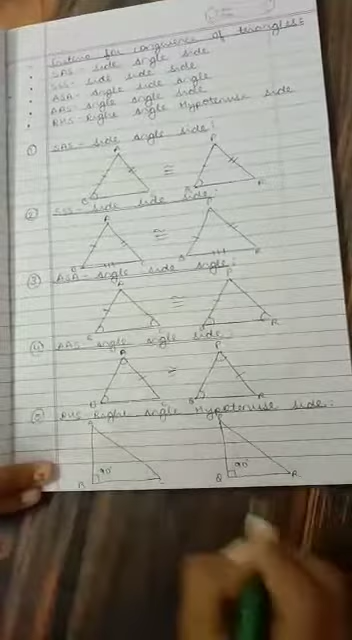 Criteria for congruence of triangles:
• SAS - Side Angle Side
• SSS - Side Side Side
• ASA - Angle Side Angle
• AAS - Angle Angle Side
• RHS - Right Angle Hypotenuse Side
① SAS - Side Angle Side:
A P
≅
B R
② SSS - Side Side Side:
A P
≅
B R
③ ASA - Angle Side Angle:
P
≅
R
④ AAS - Angle Angle Side:
A P
B R
⑤ RHS - Right Angle Hypotenuse Side:
90° 90°
B Q R